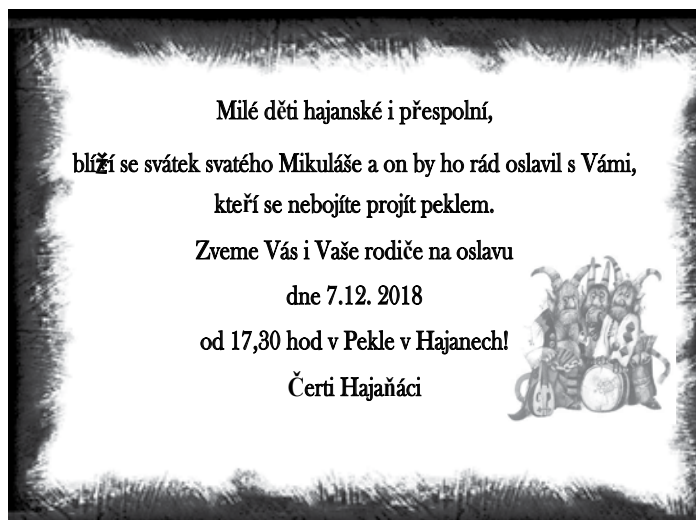 Milé děti hajanské i přespolní,
blíží se svátek svatého Mikuláše a on by ho rád oslavil s Vámi,
kteří se nebojíte projít peklem.
Zveme Vás i Vaše rodiče na oslavu
dne 7.12. 2018
od 17,30 hod v Pekle v Hajanech!
Čerti Hajaňáci